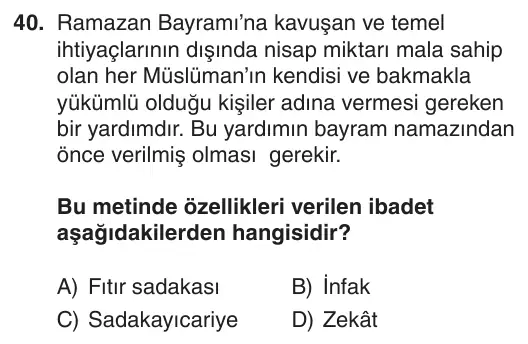 40. Ramazan Bayramı’na kavuşan ve temel
ihtiyaçlarının dışında nisap miktarı mala sahip
olan her Müslüman’ın kendisi ve bakmakla
yükümlü olduğu kişiler adına vermesi gereken
bir yardımdır. Bu yardımın bayram namazından
önce verilmiş olması gerekir.
Bu metinde özellikleri verilen ibadet
aşağıdakilerden hangisidir?
A) Fıtır sadakası B) İnfak
C) Sadakayıcariye D) Zekât